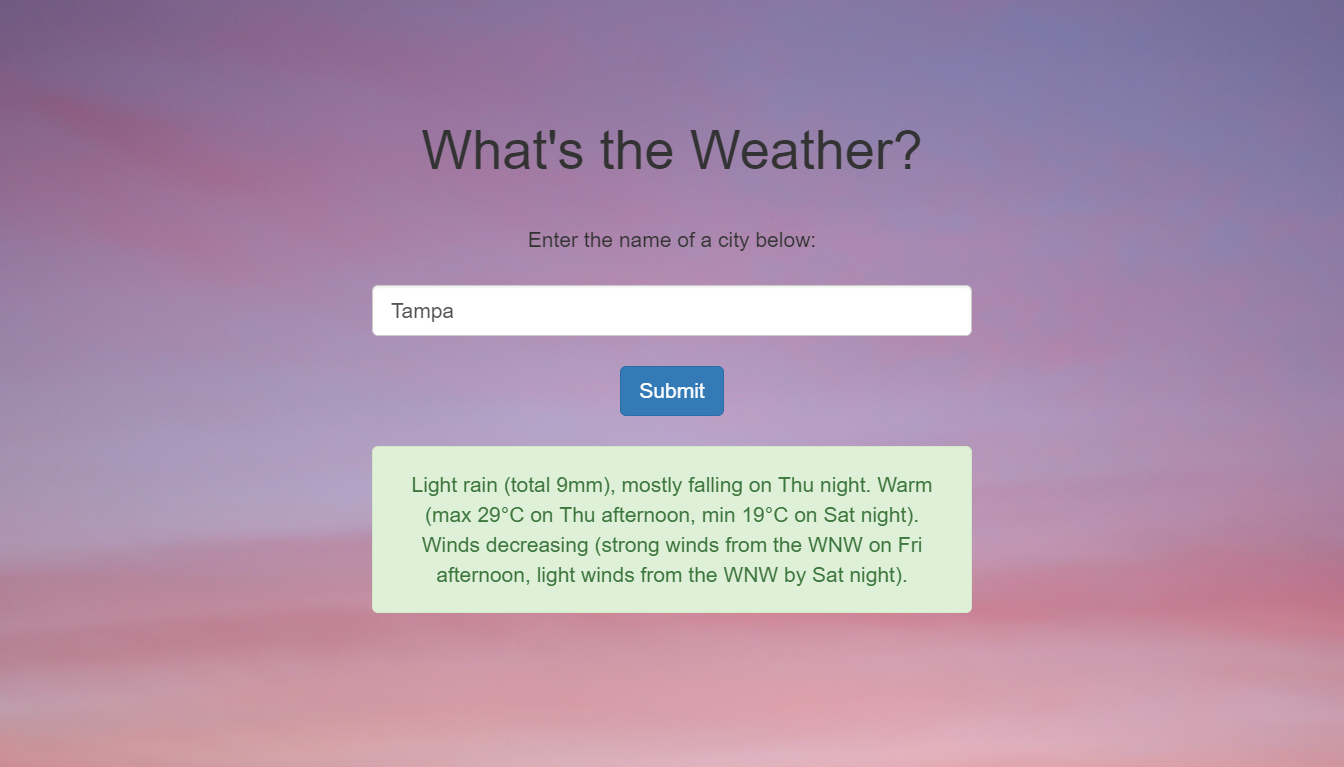 What's the Weather?
Enter the name of a city below:
Tampa
Submit
Light rain (total 9mm), mostly falling on Thu night. Warm
(max 29°C on Thu afternoon, min 19°C on Sat night).
Winds decreasing (strong winds from the WNW on Fri
afternoon, light winds from the WNW by Sat night).